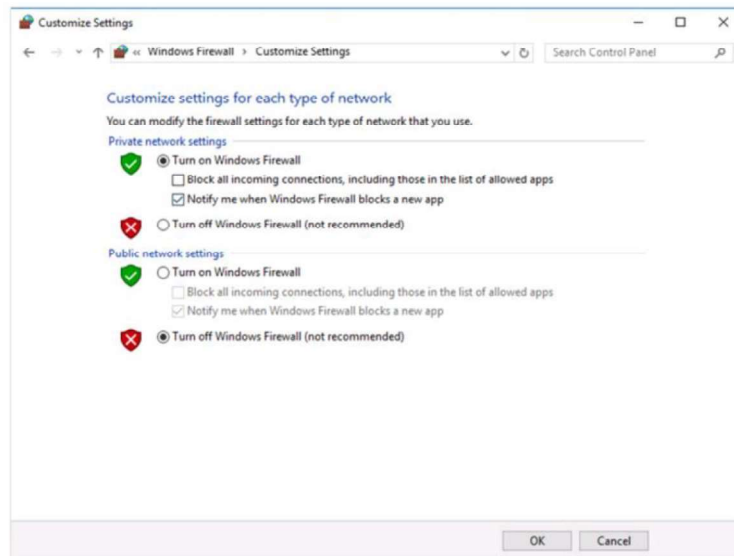 Customize Settings
« Windows Firewall › Customize Settings
Search Control Panel
Customize settings for each type of network
You can modify the firewall settings for each type of network that you use.
Private network settings
Turn on Windows Firewall
Block all incoming connections, including those in the list of allowed apps
Notify me when Windows Firewall blocks a new app
Turn off Windows Firewall (not recommended)
Public network settings
Turn on Windows Firewall
Block all incoming connections, including those in the list of allowed apps
Notify me when Windows Firewall blocks a new app
Turn off Windows Firewall (not recommended)
OK Cancel